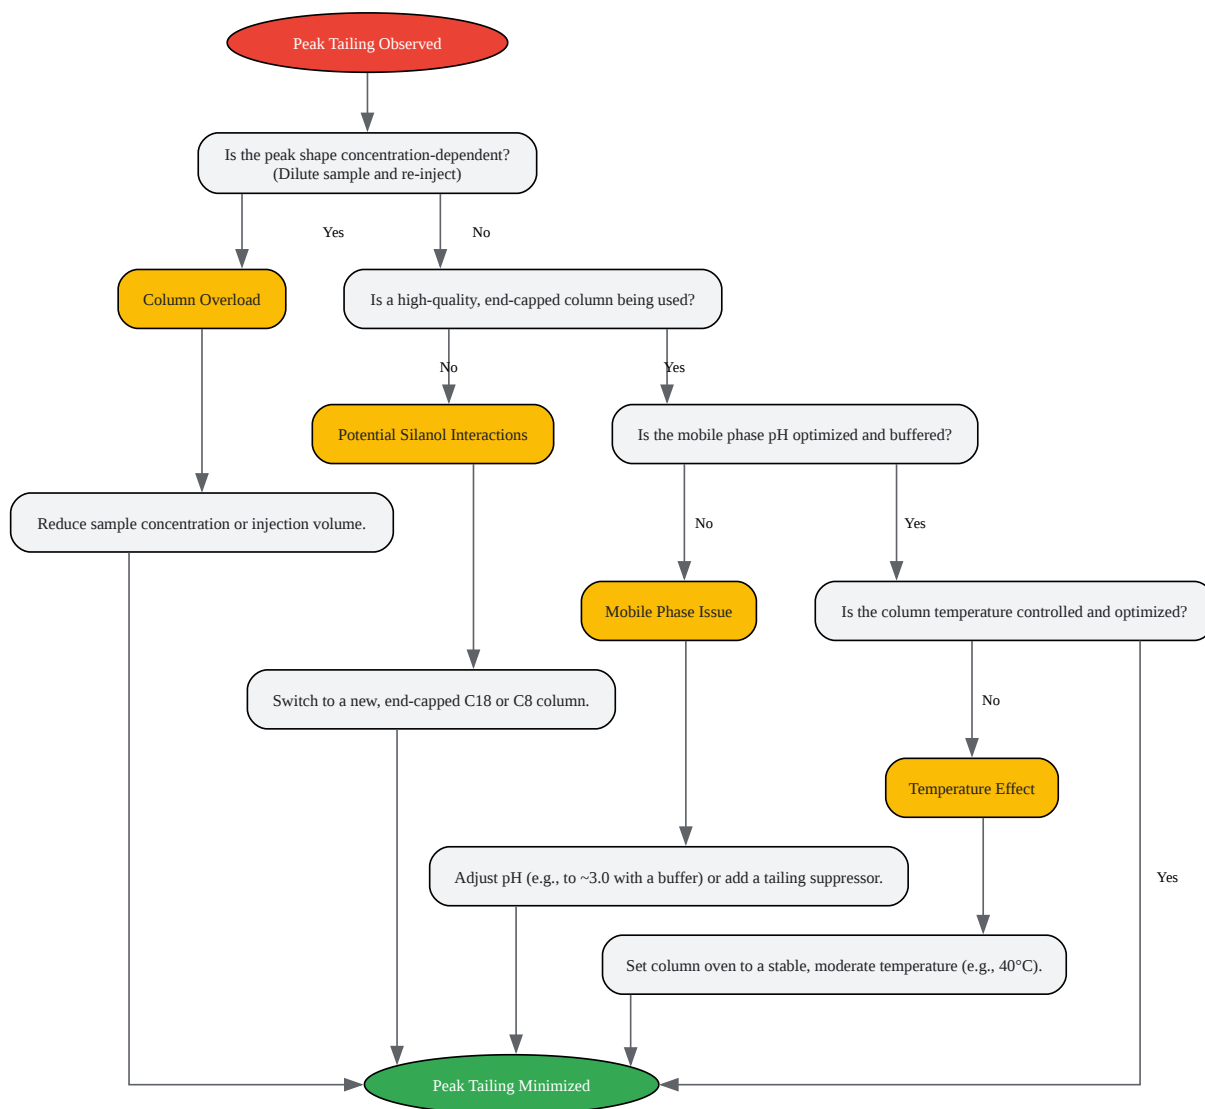 Peak Tailing Observed
Is the peak shape concentration-dependent?
(Dilute sample and re-inject)
Yes
No
Column Overload
Is a high-quality, end-capped column being used?
No
Yes
Potential Silanol Interactions
Is the mobile phase pH optimized and buffered?
Reduce sample concentration or injection volume.
No
Yes
Mobile Phase Issue
Is the column temperature controlled and optimized?
Switch to a new, end-capped C18 or C8 column.
No
Temperature Effect
Adjust pH (e.g., to ~3.0 with a buffer) or add a tailing suppressor.
Yes
Set column oven to a stable, moderate temperature (e.g., 40°C).
Peak Tailing Minimized